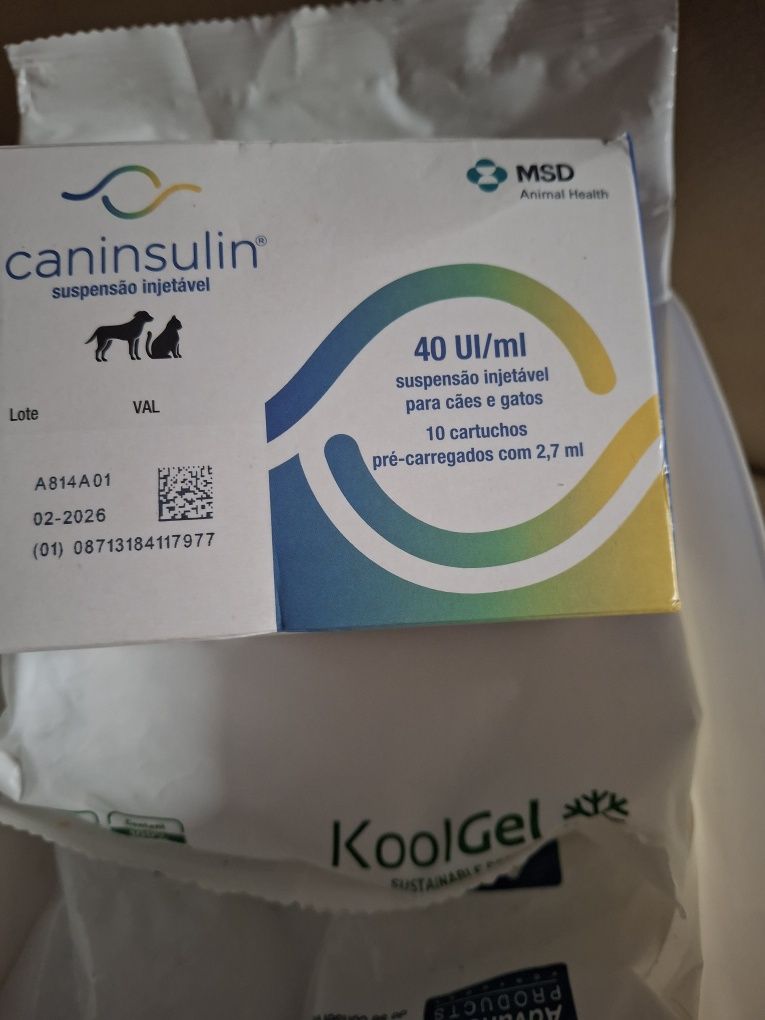 caninsulin®
suspensão injetável
Lote VAL
A814A01
02-2026
(01) 08713184117977
MSD
Animal Health
40 UI/ml
suspensão injetável
para cães e gatos
10 cartuchos
pré-carregados com 2,7 ml
KoolGel
SUSTAINABLE
PRODUCTS